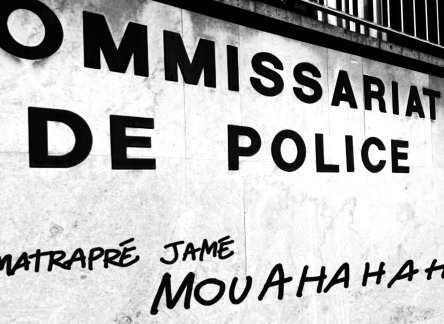 OMMISSARIAT
DE POLICE
MATRAPRÉ JAME
MOUAHAHAH